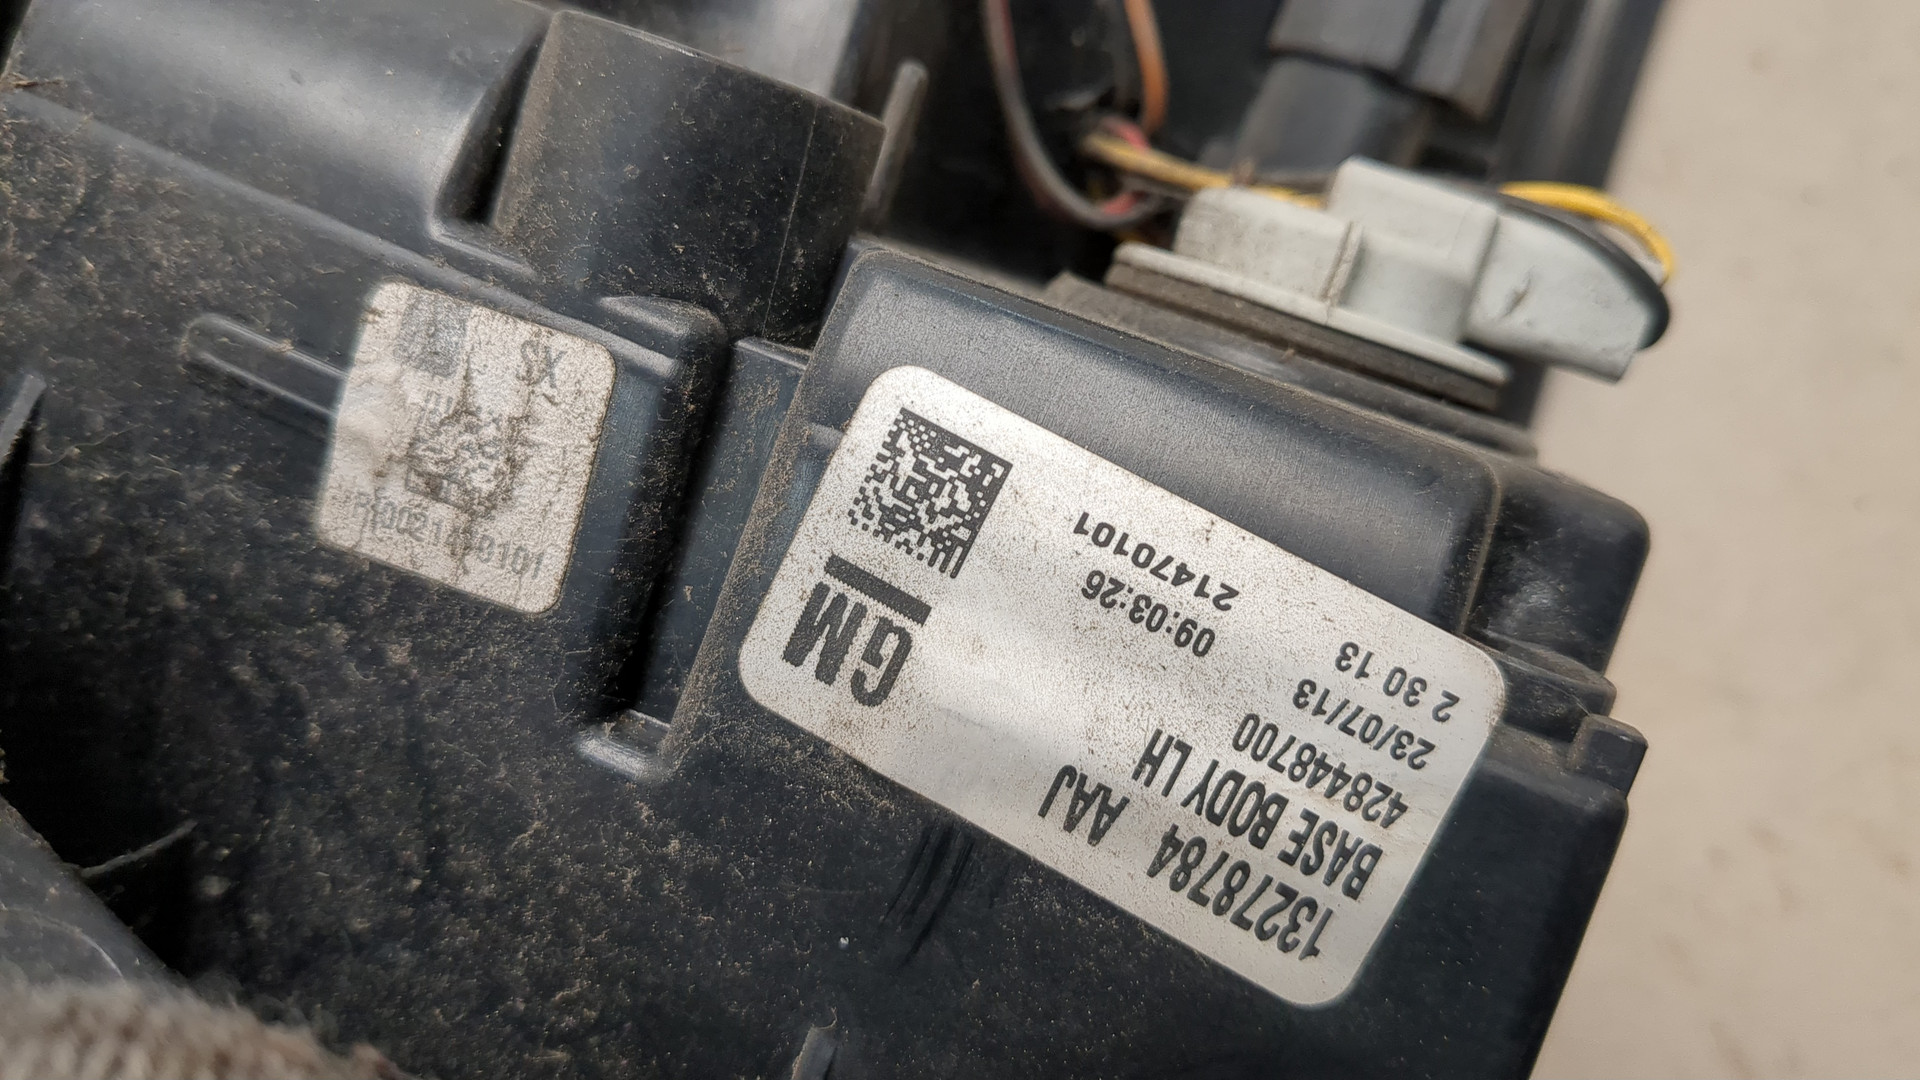 GM
13278784 AAJ
BASE BODY LH
428448700
23/07/13 09:03:26
2 30 13 21470101
SX